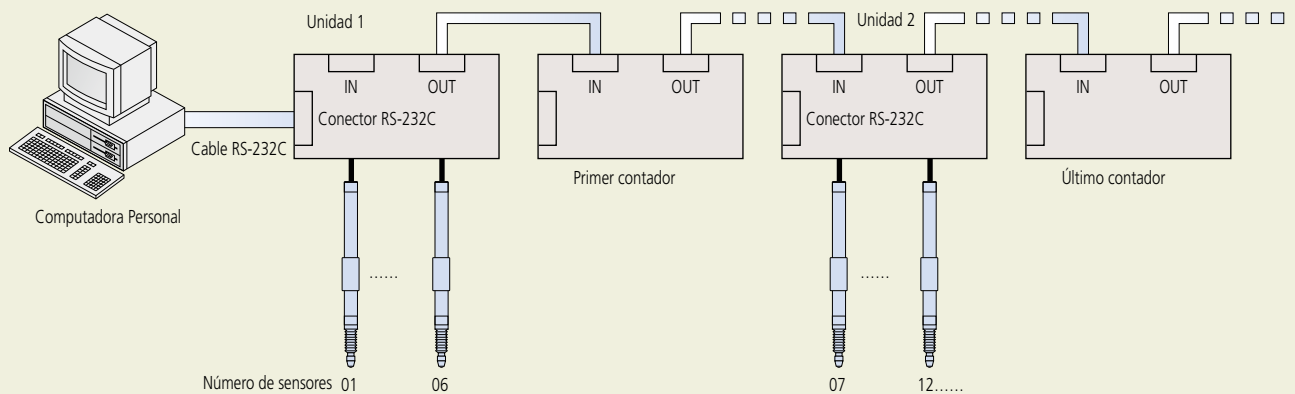 Unidad 1
Unidad 2
IN
OUT
IN
OUT
IN
OUT
IN
OUT
Conector RS-232C
Conector RS-232C
Cable RS-232C
Primer contador
Último contador
Computadora Personal
......
......
Número de sensores 01 06 07 12......